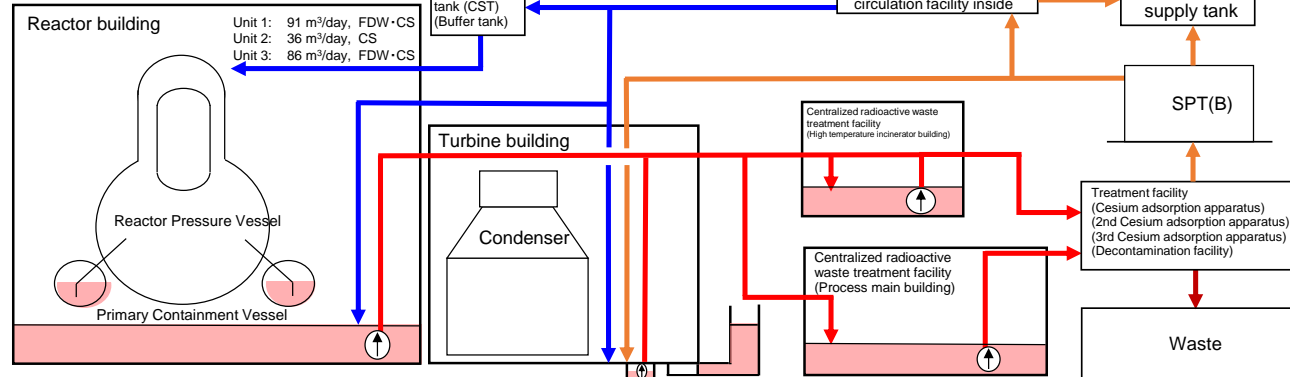 Reactor building
Unit 1: 91 m³/day, FDW・CS
Unit 2: 36 m³/day, CS
Unit 3: 86 m³/day, FDW・CS
tank (CST)
(Buffer tank)
circulation facility inside
supply tank
SPT(B)
Centralized radioactive waste
treatment facility
(High temperature incinerator building)
Turbine building
Condenser
Reactor Pressure Vessel
Primary Containment Vessel
Treatment facility
(Cesium adsorption apparatus)
(2nd Cesium adsorption apparatus)
(3rd Cesium adsorption apparatus)
(Decontamination facility)
Centralized radioactive
waste treatment facility
(Process main building)
Waste